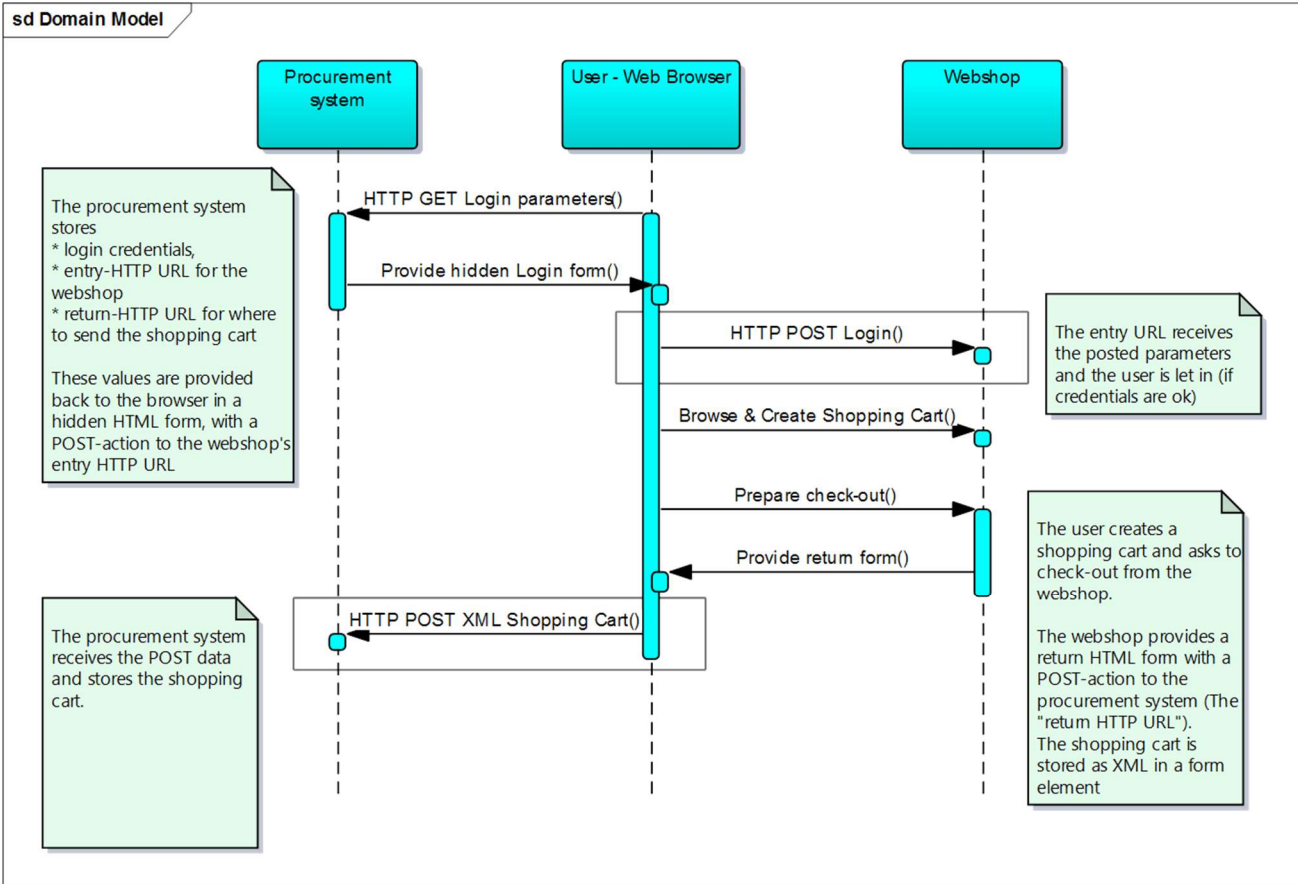 sd Domain Model
Procurement
system
User - Web Browser
Webshop
The procurement system
stores
* login credentials,
* entry-HTTP URL for the
webshop
* return-HTTP URL for where
to send the shopping cart
These values are provided
back to the browser in a
hidden HTML form, with a
POST-action to the webshop's
entry HTTP URL
HTTP GET Login parameters()
Provide hidden Login form()
HTTP POST Login()
The entry URL receives
the posted parameters
and the user is let in (if
credentials are ok)
Browse & Create Shopping Cart()
Prepare check-out()
Provide return form()
The user creates a
shopping cart and asks to
check-out from the
webshop.
The webshop provides a
return HTML form with a
POST-action to the
procurement system (The
"return HTTP URL").
The shopping cart is
stored as XML in a form
element
HTTP POST XML Shopping Cart()
The procurement system
receives the POST data
and stores the shopping
cart.